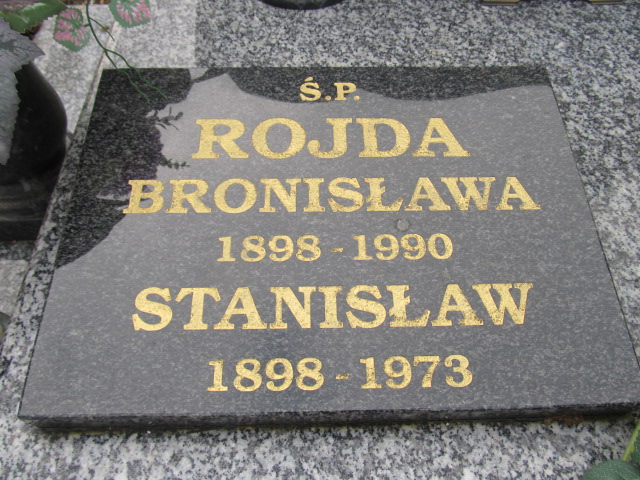 Ś.P.
ROJDA
BRONISŁAWA
1898 - 1990
STANISŁAW
1898 - 1973